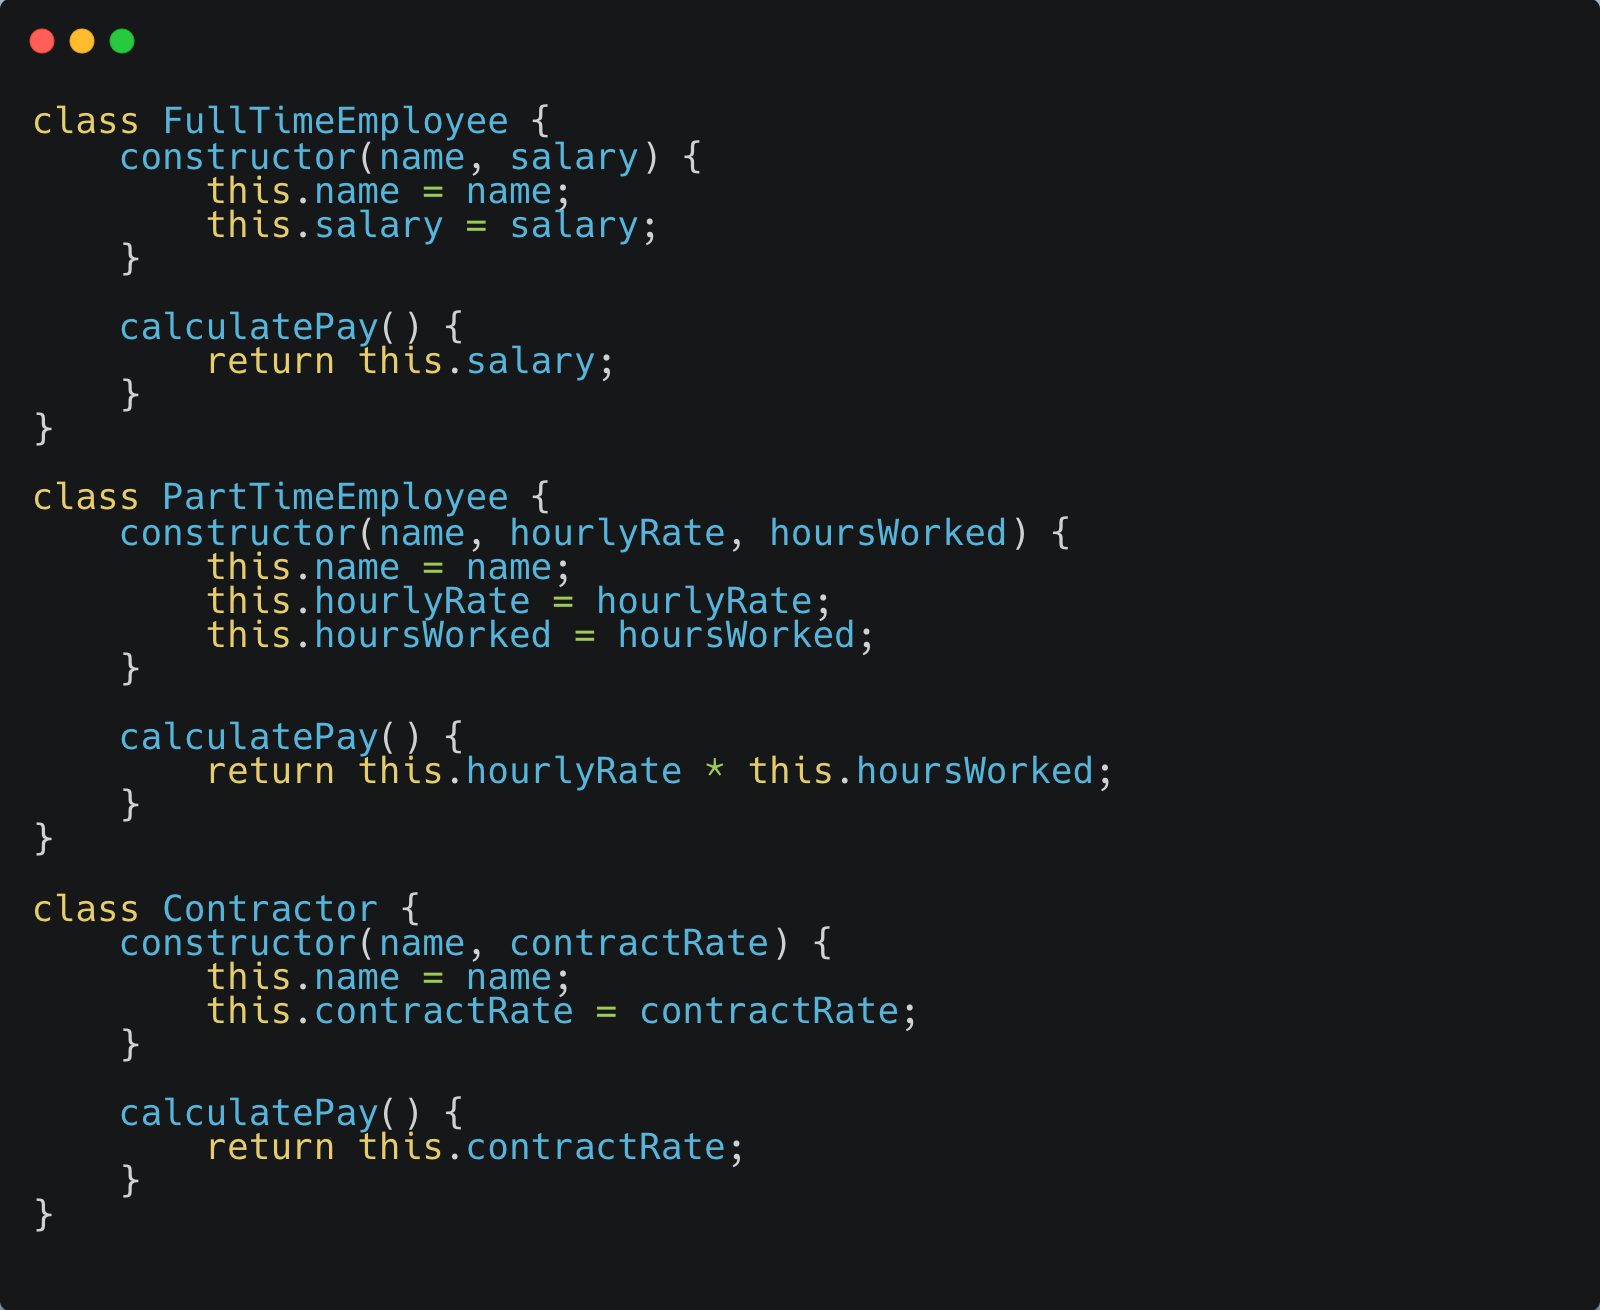 class FullTimeEmployee {
    constructor(name, salary) {
        this.name = name;
        this.salary = salary;
    }

    calculatePay() {
        return this.salary;
    }
}

class PartTimeEmployee {
    constructor(name, hourlyRate, hoursWorked) {
        this.name = name;
        this.hourlyRate = hourlyRate;
        this.hoursWorked = hoursWorked;
    }

    calculatePay() {
        return this.hourlyRate * this.hoursWorked;
    }
}

class Contractor {
    constructor(name, contractRate) {
        this.name = name;
        this.contractRate = contractRate;
    }

    calculatePay() {
        return this.contractRate;
    }
}